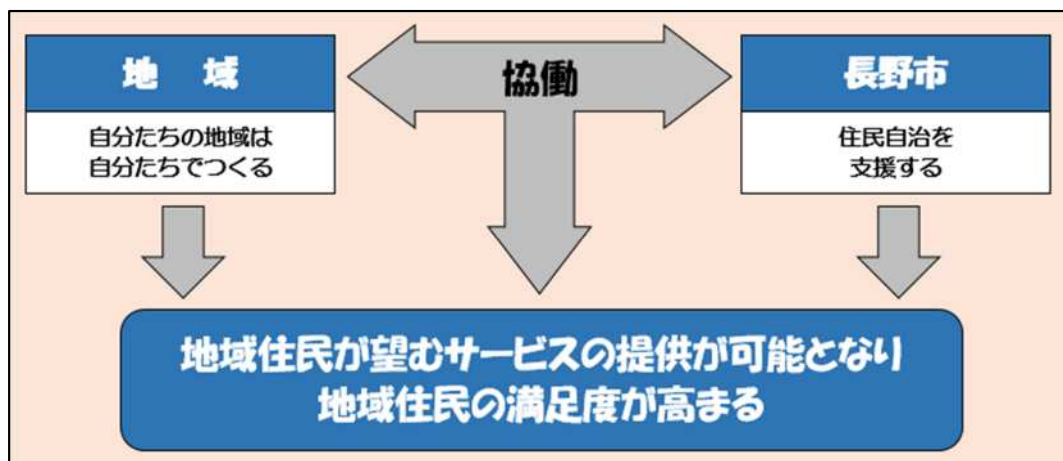 地 域
協働
長野市
自分たちの地域は
自分たちでつくる
住民自治を
支援する
地域住民が望むサービスの提供が可能となり
地域住民の満足度が高まる